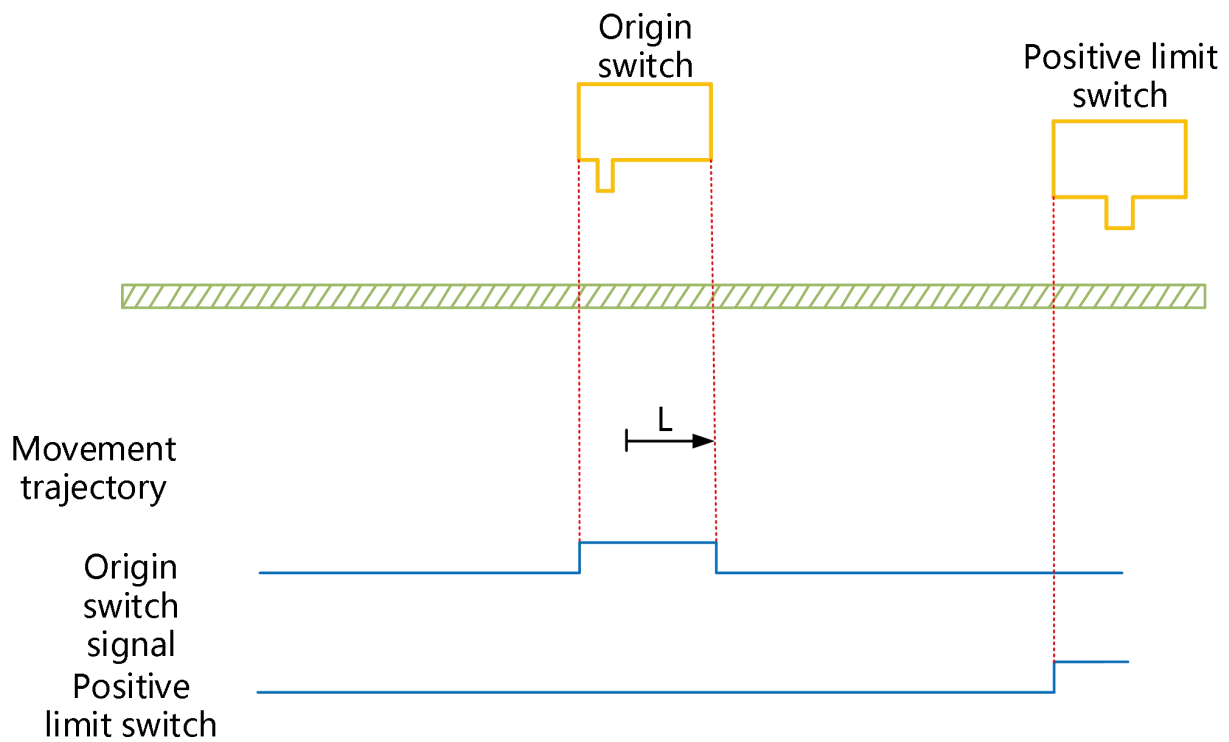 Origin
switch
Positive limit
switch
L
Movement
trajectory
Origin
switch
signal
Positive
limit switch